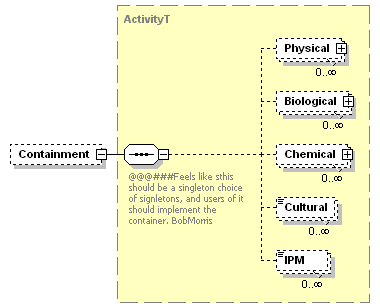 ActivityT
Physical
0..∞
Biological
0..∞
Containment
Chemical
0..∞
@@@###Feels like sthis
should be a singleton choice
of signletons, and users of it
should implement the
container. BobMorris
Cultural
0..∞
IPM
0..∞